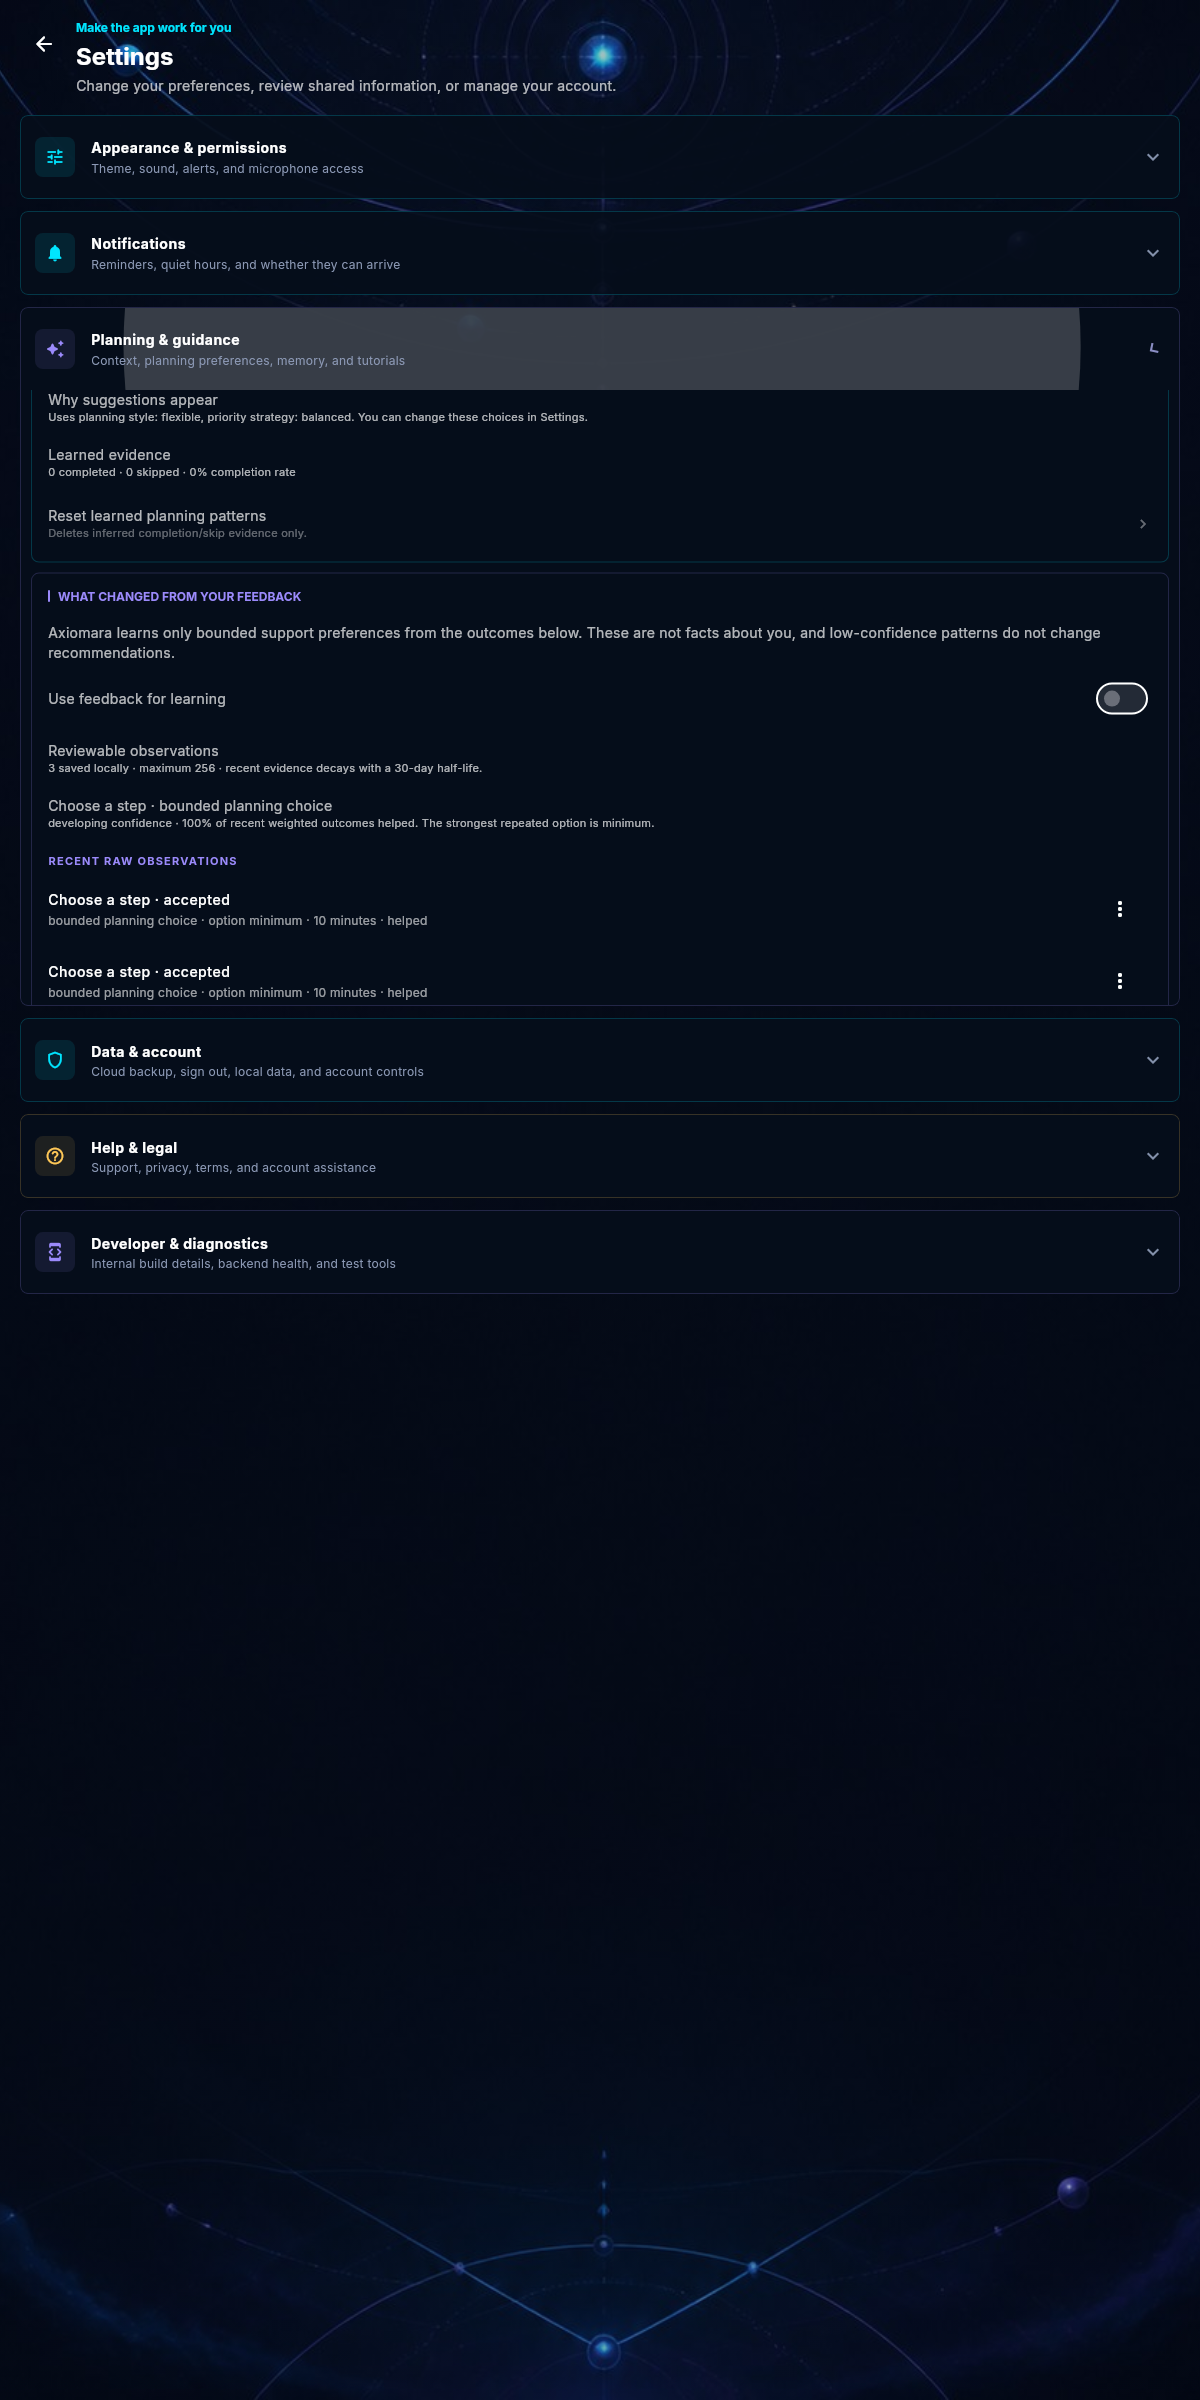 Make the app work for you
Settings
Change your preferences, review shared information, or manage your account.
Appearance & permissions
Theme, sound, alerts, and microphone access
Notifications
Reminders, quiet hours, and whether they can arrive
Planning & guidance
Context, planning preferences, memory, and tutorials
Why suggestions appear
Uses planning style: flexible, priority strategy: balanced. You can change these choices in Settings.
Learned evidence
0 completed · 0 skipped · 0% completion rate
Reset learned planning patterns
Deletes inferred completion/skip evidence only.
WHAT CHANGED FROM YOUR FEEDBACK
Axiomara learns only bounded support preferences from the outcomes below. These are not facts about you, and low-confidence patterns do not change
recommendations.
Use feedback for learning
Reviewable observations
3 saved locally · maximum 256 · recent evidence decays with a 30-day half-life.
Choose a step · bounded planning choice
developing confidence · 100% of recent weighted outcomes helped. The strongest repeated option is minimum.
RECENT RAW OBSERVATIONS
Choose a step · accepted
bounded planning choice · option minimum · 10 minutes · helped
Choose a step · accepted
bounded planning choice · option minimum · 10 minutes · helped
Data & account
Cloud backup, sign out, local data, and account controls
Help & legal
Support, privacy, terms, and account assistance
Developer & diagnostics
Internal build details, backend health, and test tools